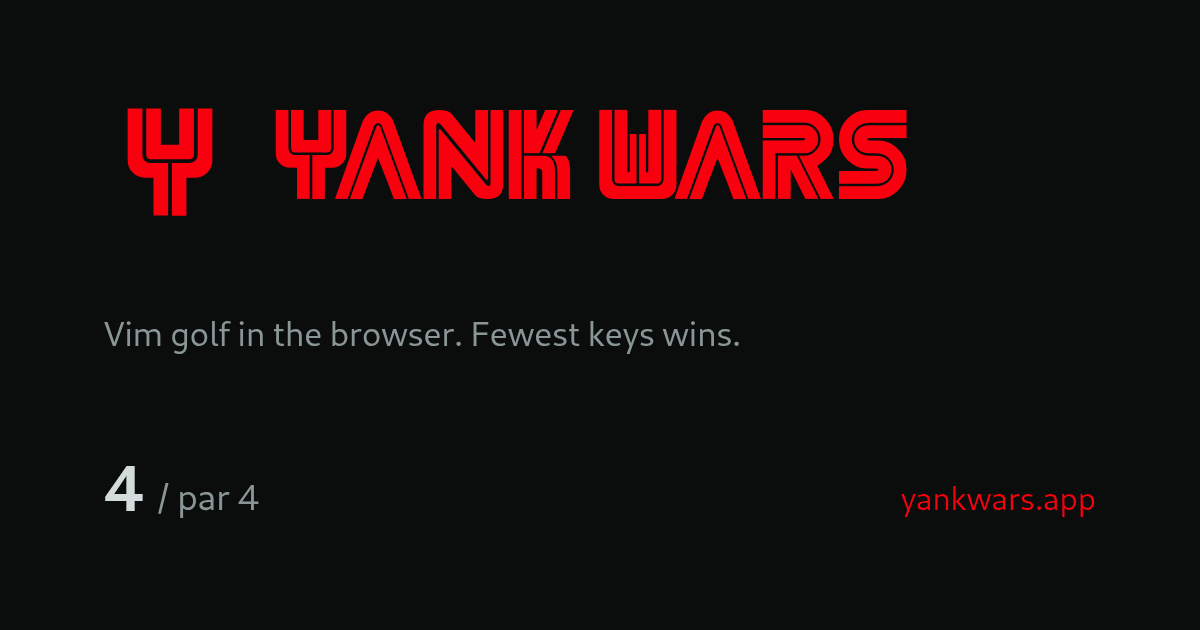 Y YANK WARS
Vim golf in the browser. Fewest keys wins.
4 / par 4
yankwars.app